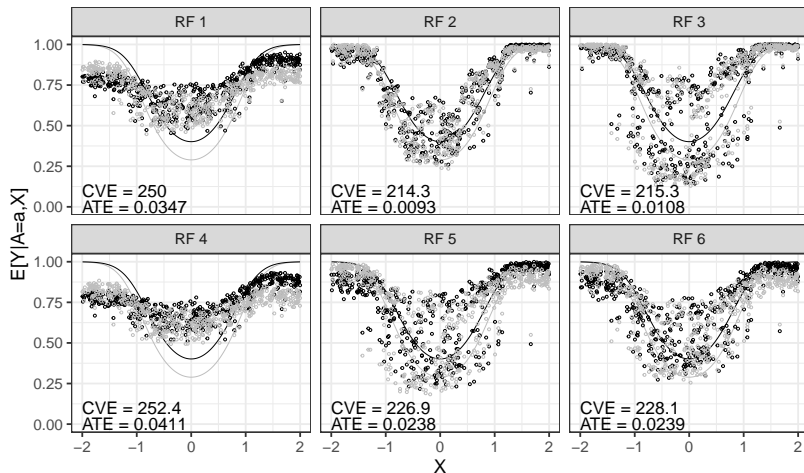 RF 1 RF 2 RF 3
1.00
0.75
0.50
0.25
0.00
CVE = 250 CVE = 214.3 CVE = 215.3
ATE = 0.0347 ATE = 0.0093 ATE = 0.0108
E[Y|A=a,X]
RF 4 RF 5 RF 6
1.00
0.75
0.50
0.25
0.00
CVE = 252.4 CVE = 226.9 CVE = 228.1
ATE = 0.0411 ATE = 0.0238 ATE = 0.0239
−2 −1 0 1 2 −2 −1 0 1 2 −2 −1 0 1 2
X